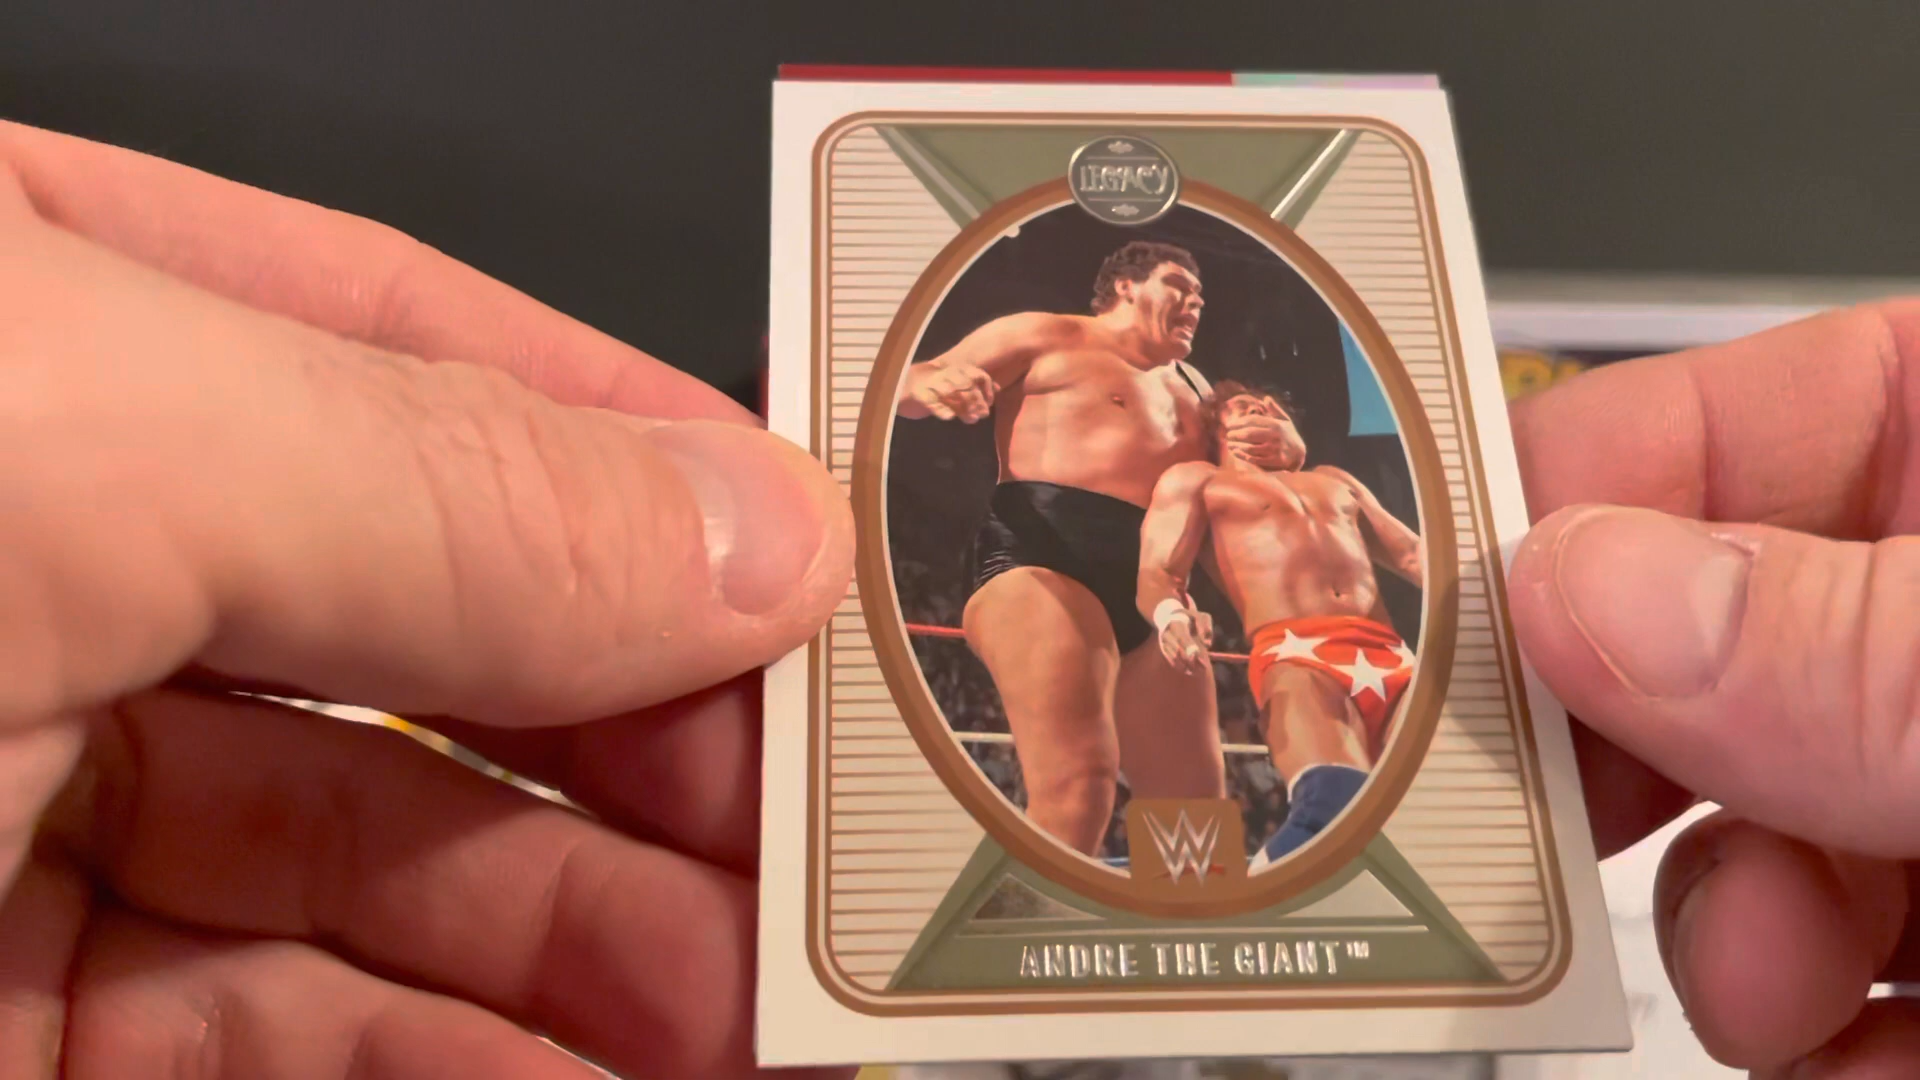 LEGACY
W
ANDRE THE GIANT™